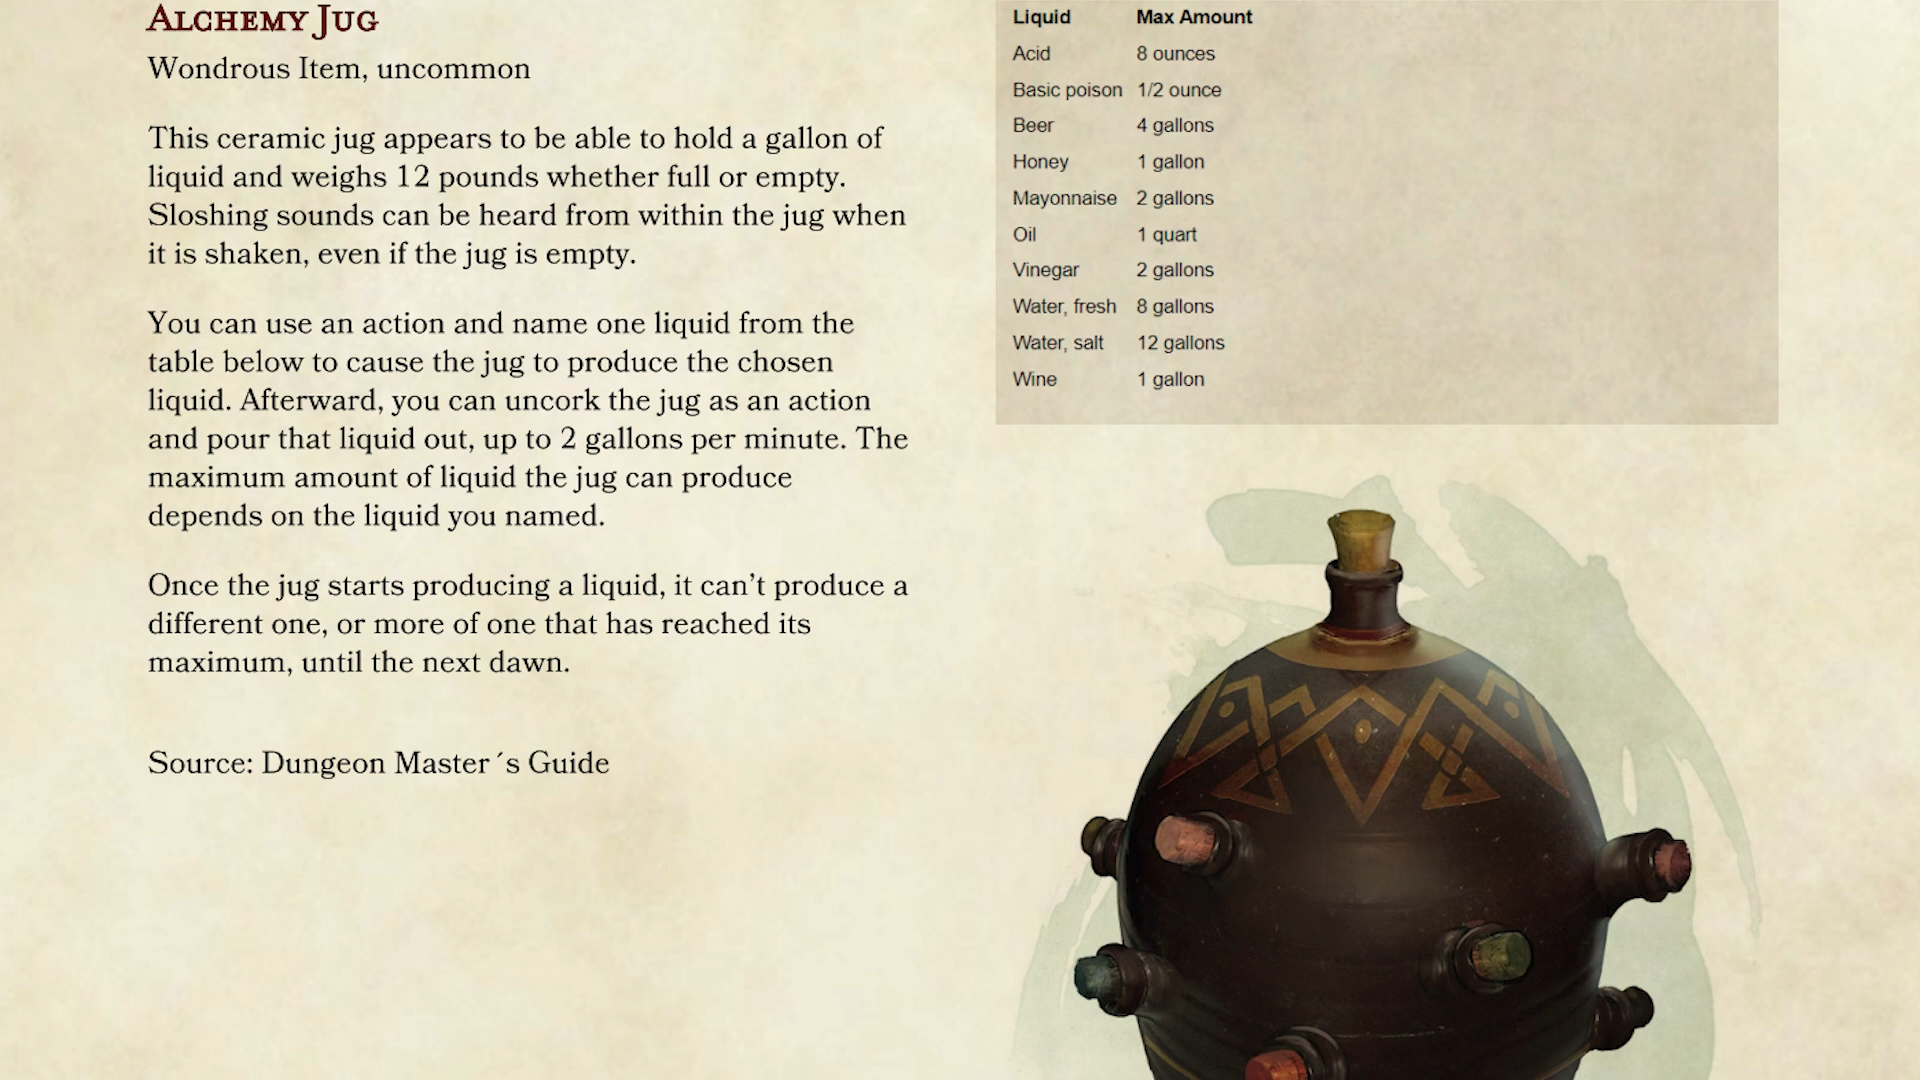 Alchemy Jug
Wondrous Item, uncommon
This ceramic jug appears to be able to hold a gallon of
liquid and weighs 12 pounds whether full or empty.
Sloshing sounds can be heard from within the jug when
it is shaken, even if the jug is empty.
You can use an action and name one liquid from the
table below to cause the jug to produce the chosen
liquid. Afterward, you can uncork the jug as an action
and pour that liquid out, up to 2 gallons per minute. The
maximum amount of liquid the jug can produce
depends on the liquid you named.
Once the jug starts producing a liquid, it can’t produce a
different one, or more of one that has reached its
maximum, until the next dawn.
Source: Dungeon Master´s Guide
Liquid Max Amount
Acid 8 ounces
Basic poison 1/2 ounce
Beer 4 gallons
Honey 1 gallon
Mayonnaise 2 gallons
Oil 1 quart
Vinegar 2 gallons
Water, fresh 8 gallons
Water, salt 12 gallons
Wine 1 gallon